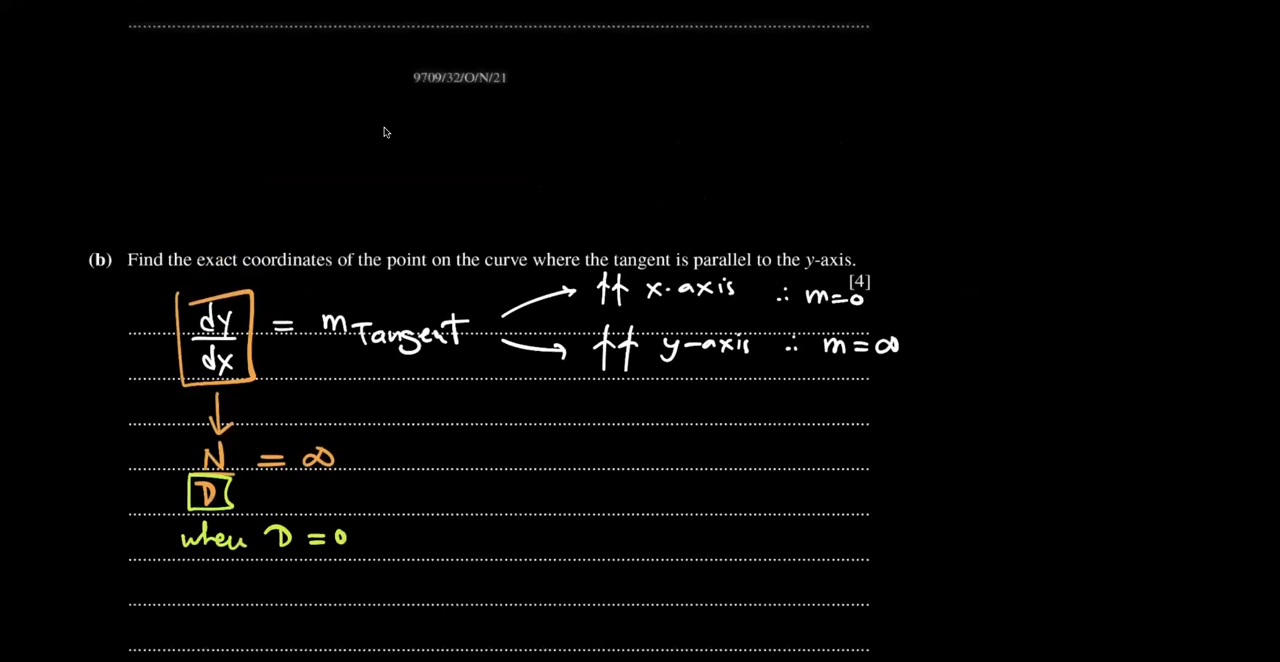 9709/32/O/N/21
(b) Find the exact coordinates of the point on the curve where the tangent is parallel to the y-axis.
[4]
dy/dx = m Tangent
x-axis ∴ m=0
y-axis ∴ m=∞
N/D = ∞
when D = 0